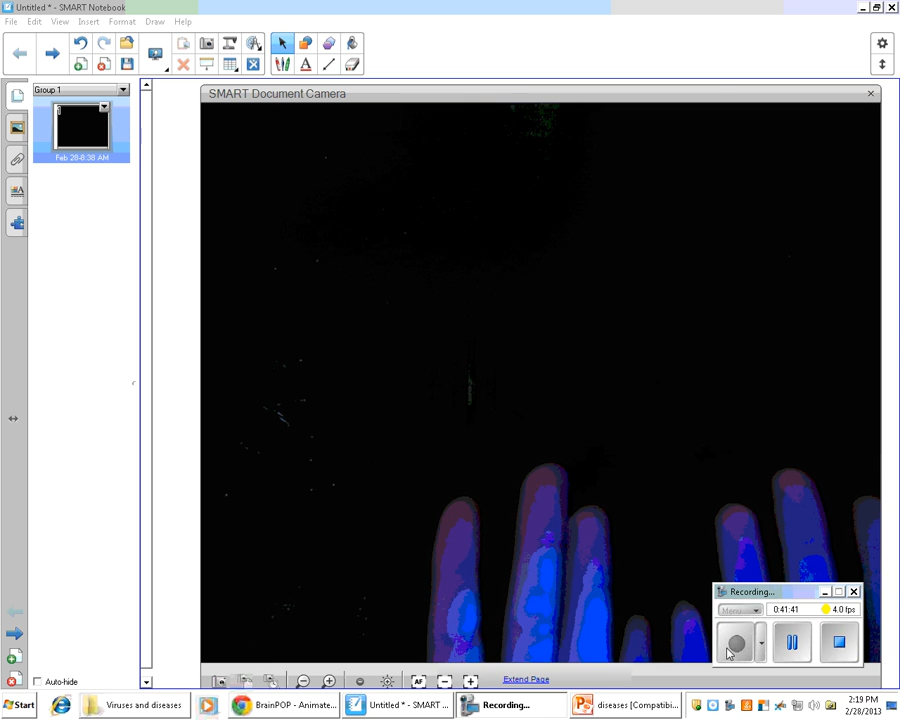 Untitled * - SMART Notebook
File Edit View Insert Format Draw Help
Group 1
Feb 28-8:38 AM
SMART Document Camera
Recording...
Menu
0:41:41
4.0 fps
AF
Extend Page
Auto-hide
Start
Viruses and diseases
BrainPOP - Animate...
Untitled * - SMART ...
Recording...
diseases [Compatibi...
2:19 PM
2/28/2013